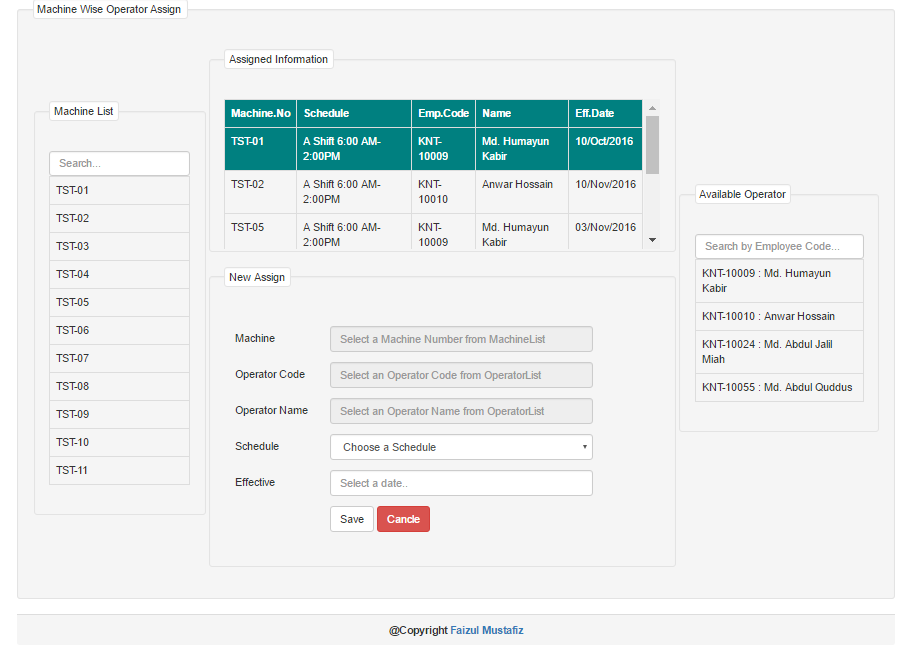 Machine Wise Operator Assign
Machine List
Search...
TST-01
TST-02
TST-03
TST-04
TST-05
TST-06
TST-07
TST-08
TST-09
TST-10
TST-11
Assigned Information
Machine.No Schedule Emp.Code Name Eff.Date
TST-01 A Shift 6:00 AM- KNT- Md. Humayun 10/Oct/2016
2:00PM 10009 Kabir
TST-02 A Shift 6:00 AM- KNT- Anwar Hossain 10/Nov/2016
2:00PM 10010
TST-05 A Shift 6:00 AM- KNT- Md. Humayun 03/Nov/2016
2:00PM 10009 Kabir
New Assign
Machine Select a Machine Number from MachineList
Operator Code Select an Operator Code from OperatorList
Operator Name Select an Operator Name from OperatorList
Schedule Choose a Schedule
Effective Select a date..
Save Cancle
Available Operator
Search by Employee Code...
KNT-10009 : Md. Humayun
Kabir
KNT-10010 : Anwar Hossain
KNT-10024 : Md. Abdul Jalil
Miah
KNT-10055 : Md. Abdul Quddus
@Copyright Faizul Mustafiz